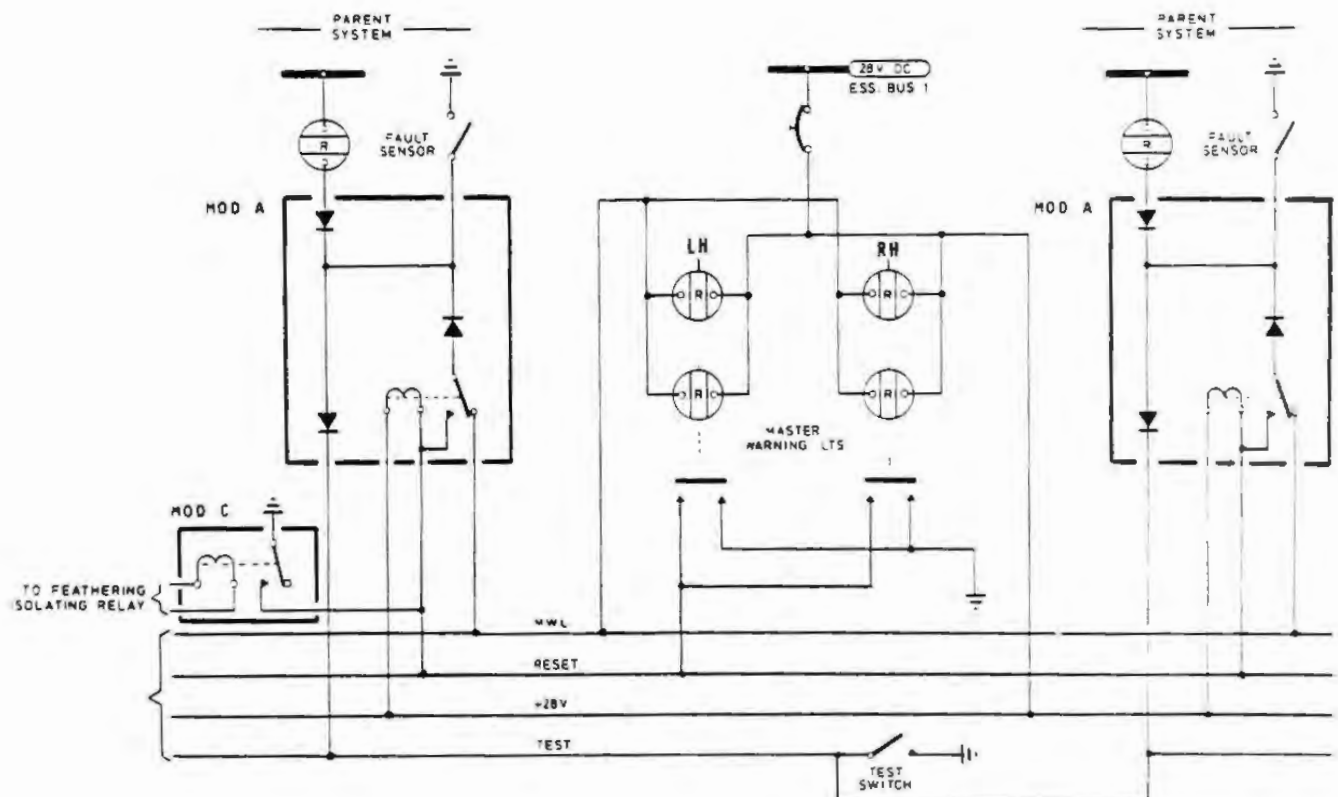 PARENT
SYSTEM
28V DC
ESS. BUS 1
PARENT
SYSTEM
R
FAULT
SENSOR
R
FAULT
SENSOR
MOD A
MOD A
LH
RH
R
R
R
R
MASTER
WARNING LTS
MOD C
TO FEATHERING
ISOLATING RELAY
MWL
RESET
+28V
TEST
TEST
SWITCH